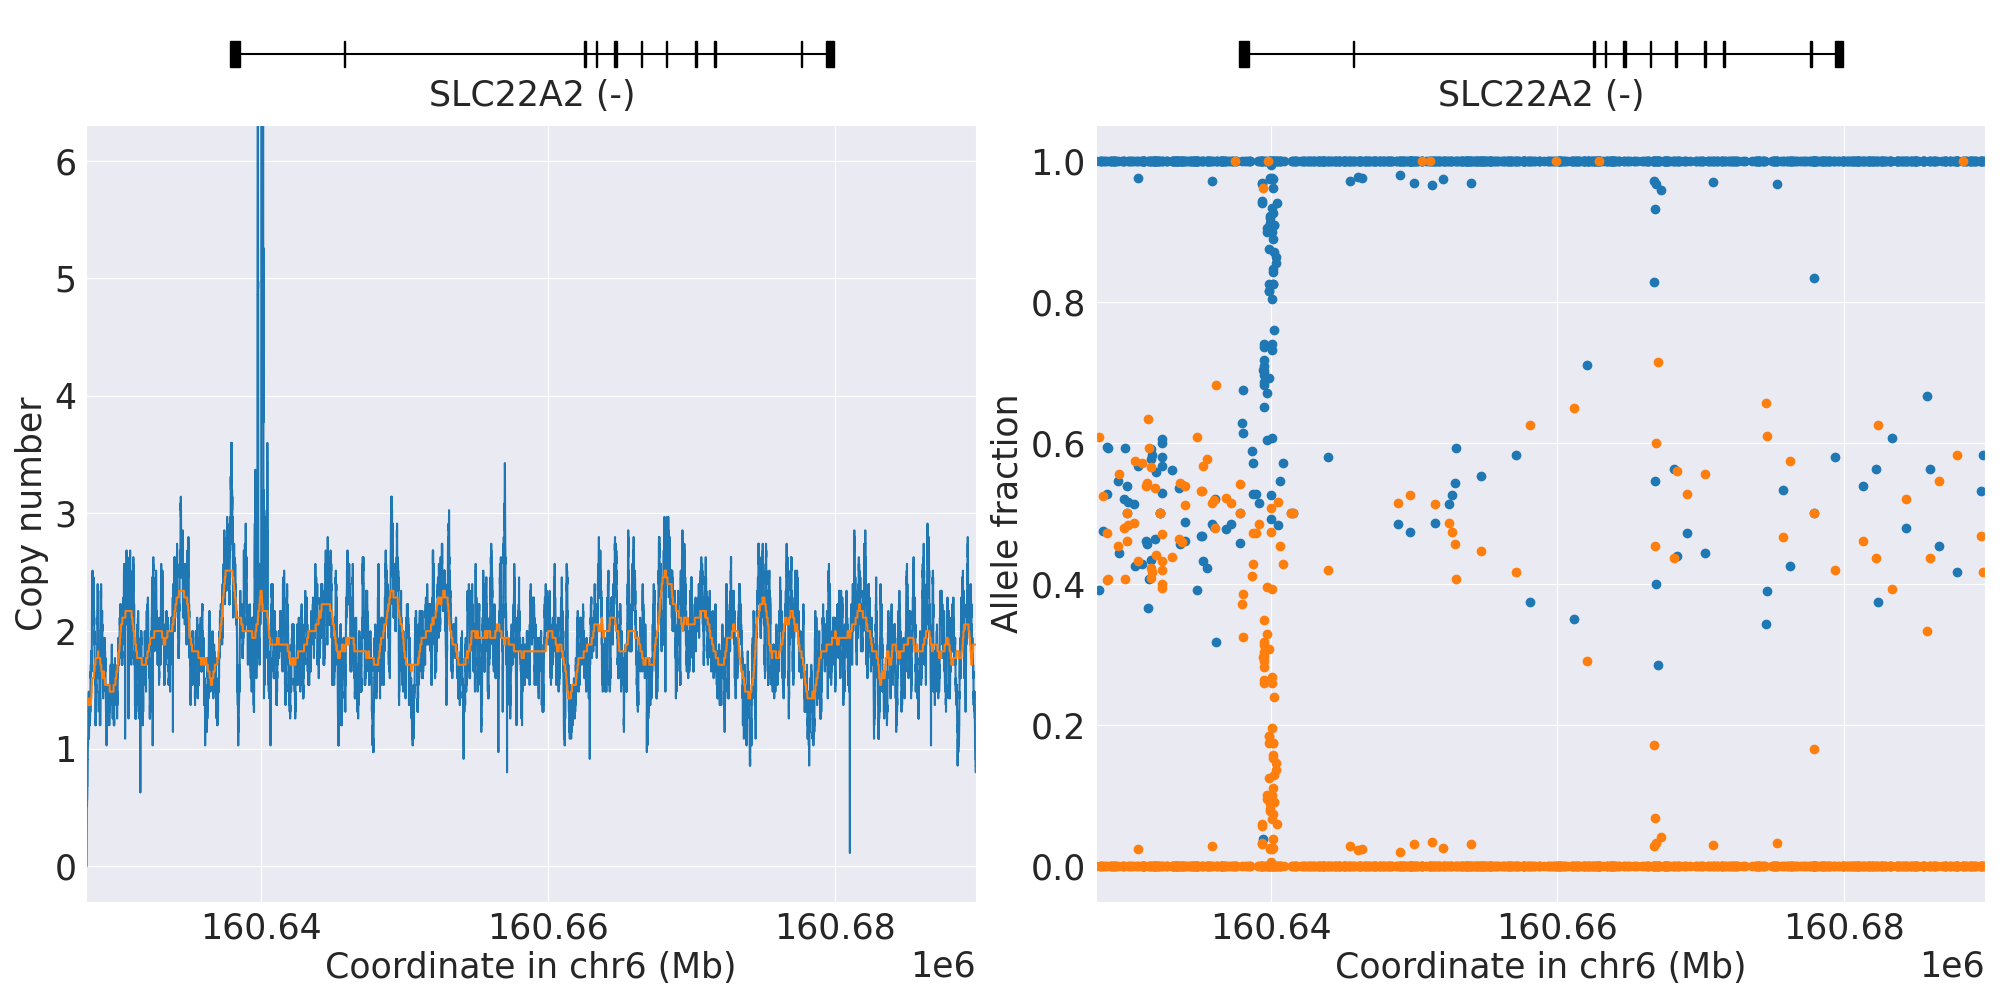 SLC22A2 (-)
6
5
4
3
2
1
0
Copy number
160.64
160.66
160.68
Coordinate in chr6 (Mb)
1e6
SLC22A2 (-)
1.0
0.8
0.6
0.4
0.2
0.0
Allele fraction
160.64
160.66
160.68
Coordinate in chr6 (Mb)
1e6